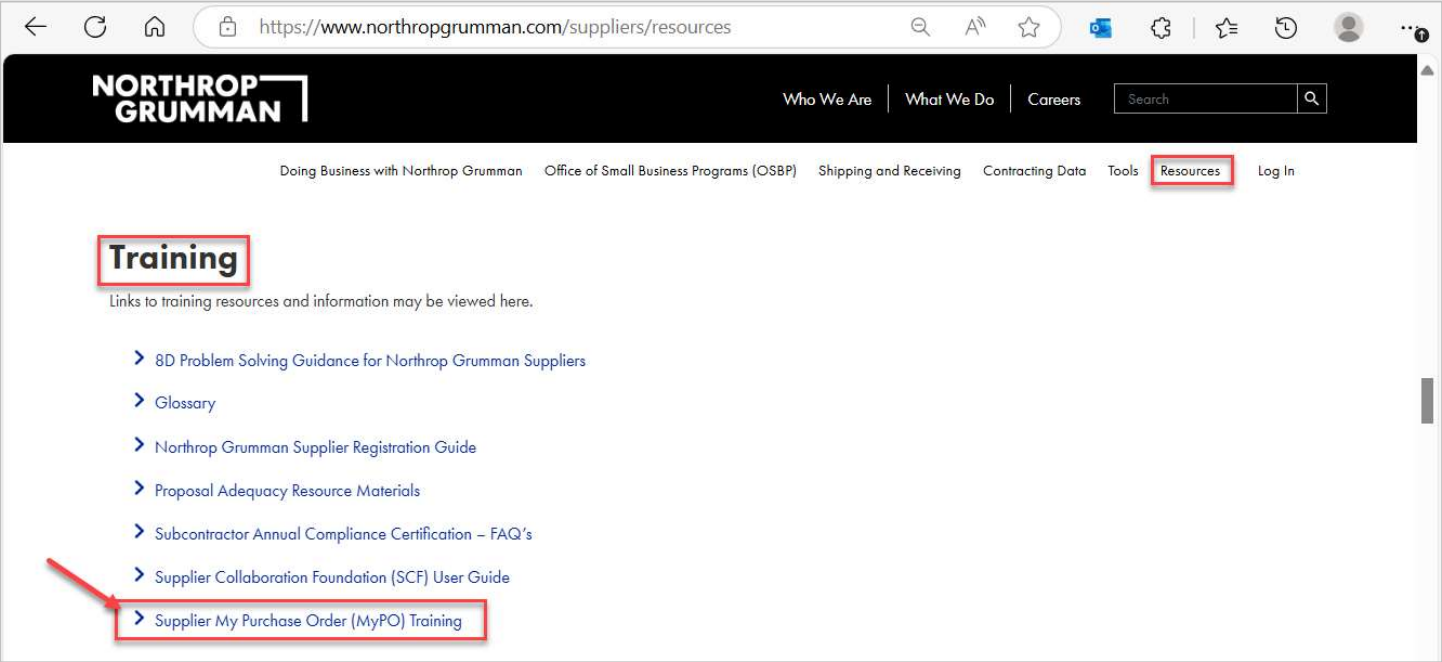 https://www.northropgrumman.com/suppliers/resources
NORTHROP
GRUMMAN
Who We Are
What We Do
Careers
Search
Doing Business with Northrop Grumman
Office of Small Business Programs (OSBP)
Shipping and Receiving
Contracting Data
Tools
Resources
Log In
Training
Links to training resources and information may be viewed here.
8D Problem Solving Guidance for Northrop Grumman Suppliers
Glossary
Northrop Grumman Supplier Registration Guide
Proposal Adequacy Resource Materials
Subcontractor Annual Compliance Certification – FAQ's
Supplier Collaboration Foundation (SCF) User Guide
Supplier My Purchase Order (MyPO) Training